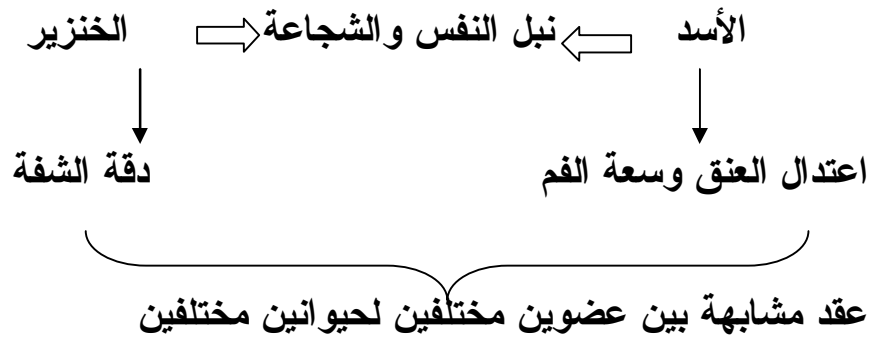 الأسد نبل النفس والشجاعة الخنزير
اعتدال العنق وسعة الفم دقة الشفة
عقد مشابهة بين عضوين مختلفين لحيوانين مختلفين